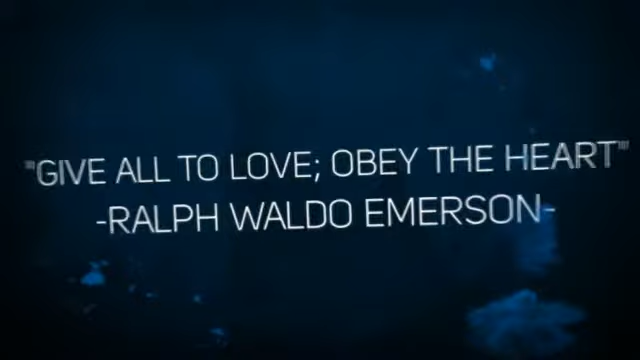 "GIVE ALL TO LOVE; OBEY THE HEART"
-RALPH WALDO EMERSON-